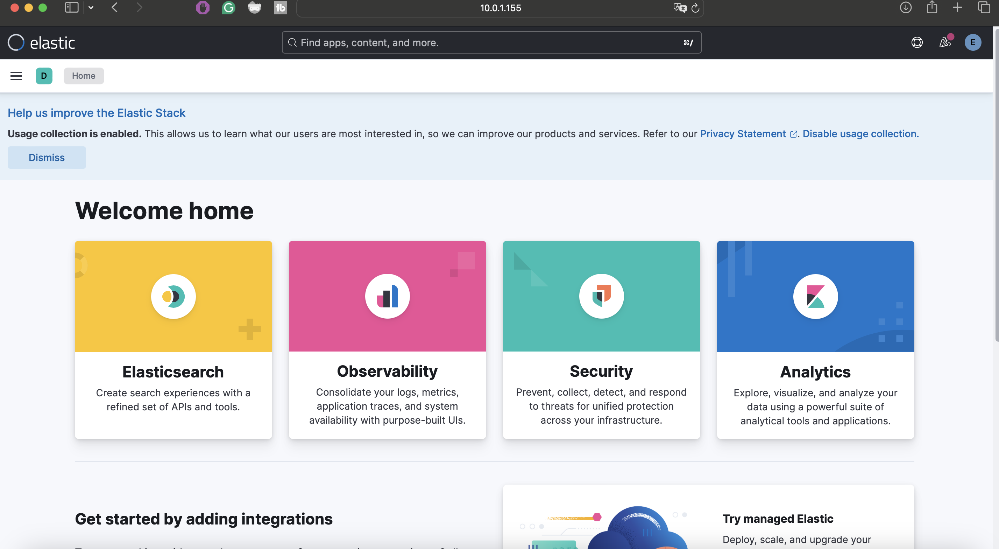 10.0.1.155
elastic
Find apps, content, and more.
⌘/
E
D
Home
Help us improve the Elastic Stack
Usage collection is enabled. This allows us to learn what our users are most interested in, so we can improve our products and services. Refer to our Privacy Statement. Disable usage collection.
Dismiss
Welcome home
Elasticsearch
Create search experiences with a
refined set of APIs and tools.
Observability
Consolidate your logs, metrics,
application traces, and system
availability with purpose-built UIs.
Security
Prevent, collect, detect, and respond
to threats for unified protection
across your infrastructure.
Analytics
Explore, visualize, and analyze your
data using a powerful suite of
analytical tools and applications.
Get started by adding integrations
Try managed Elastic
Deploy, scale, and upgrade your